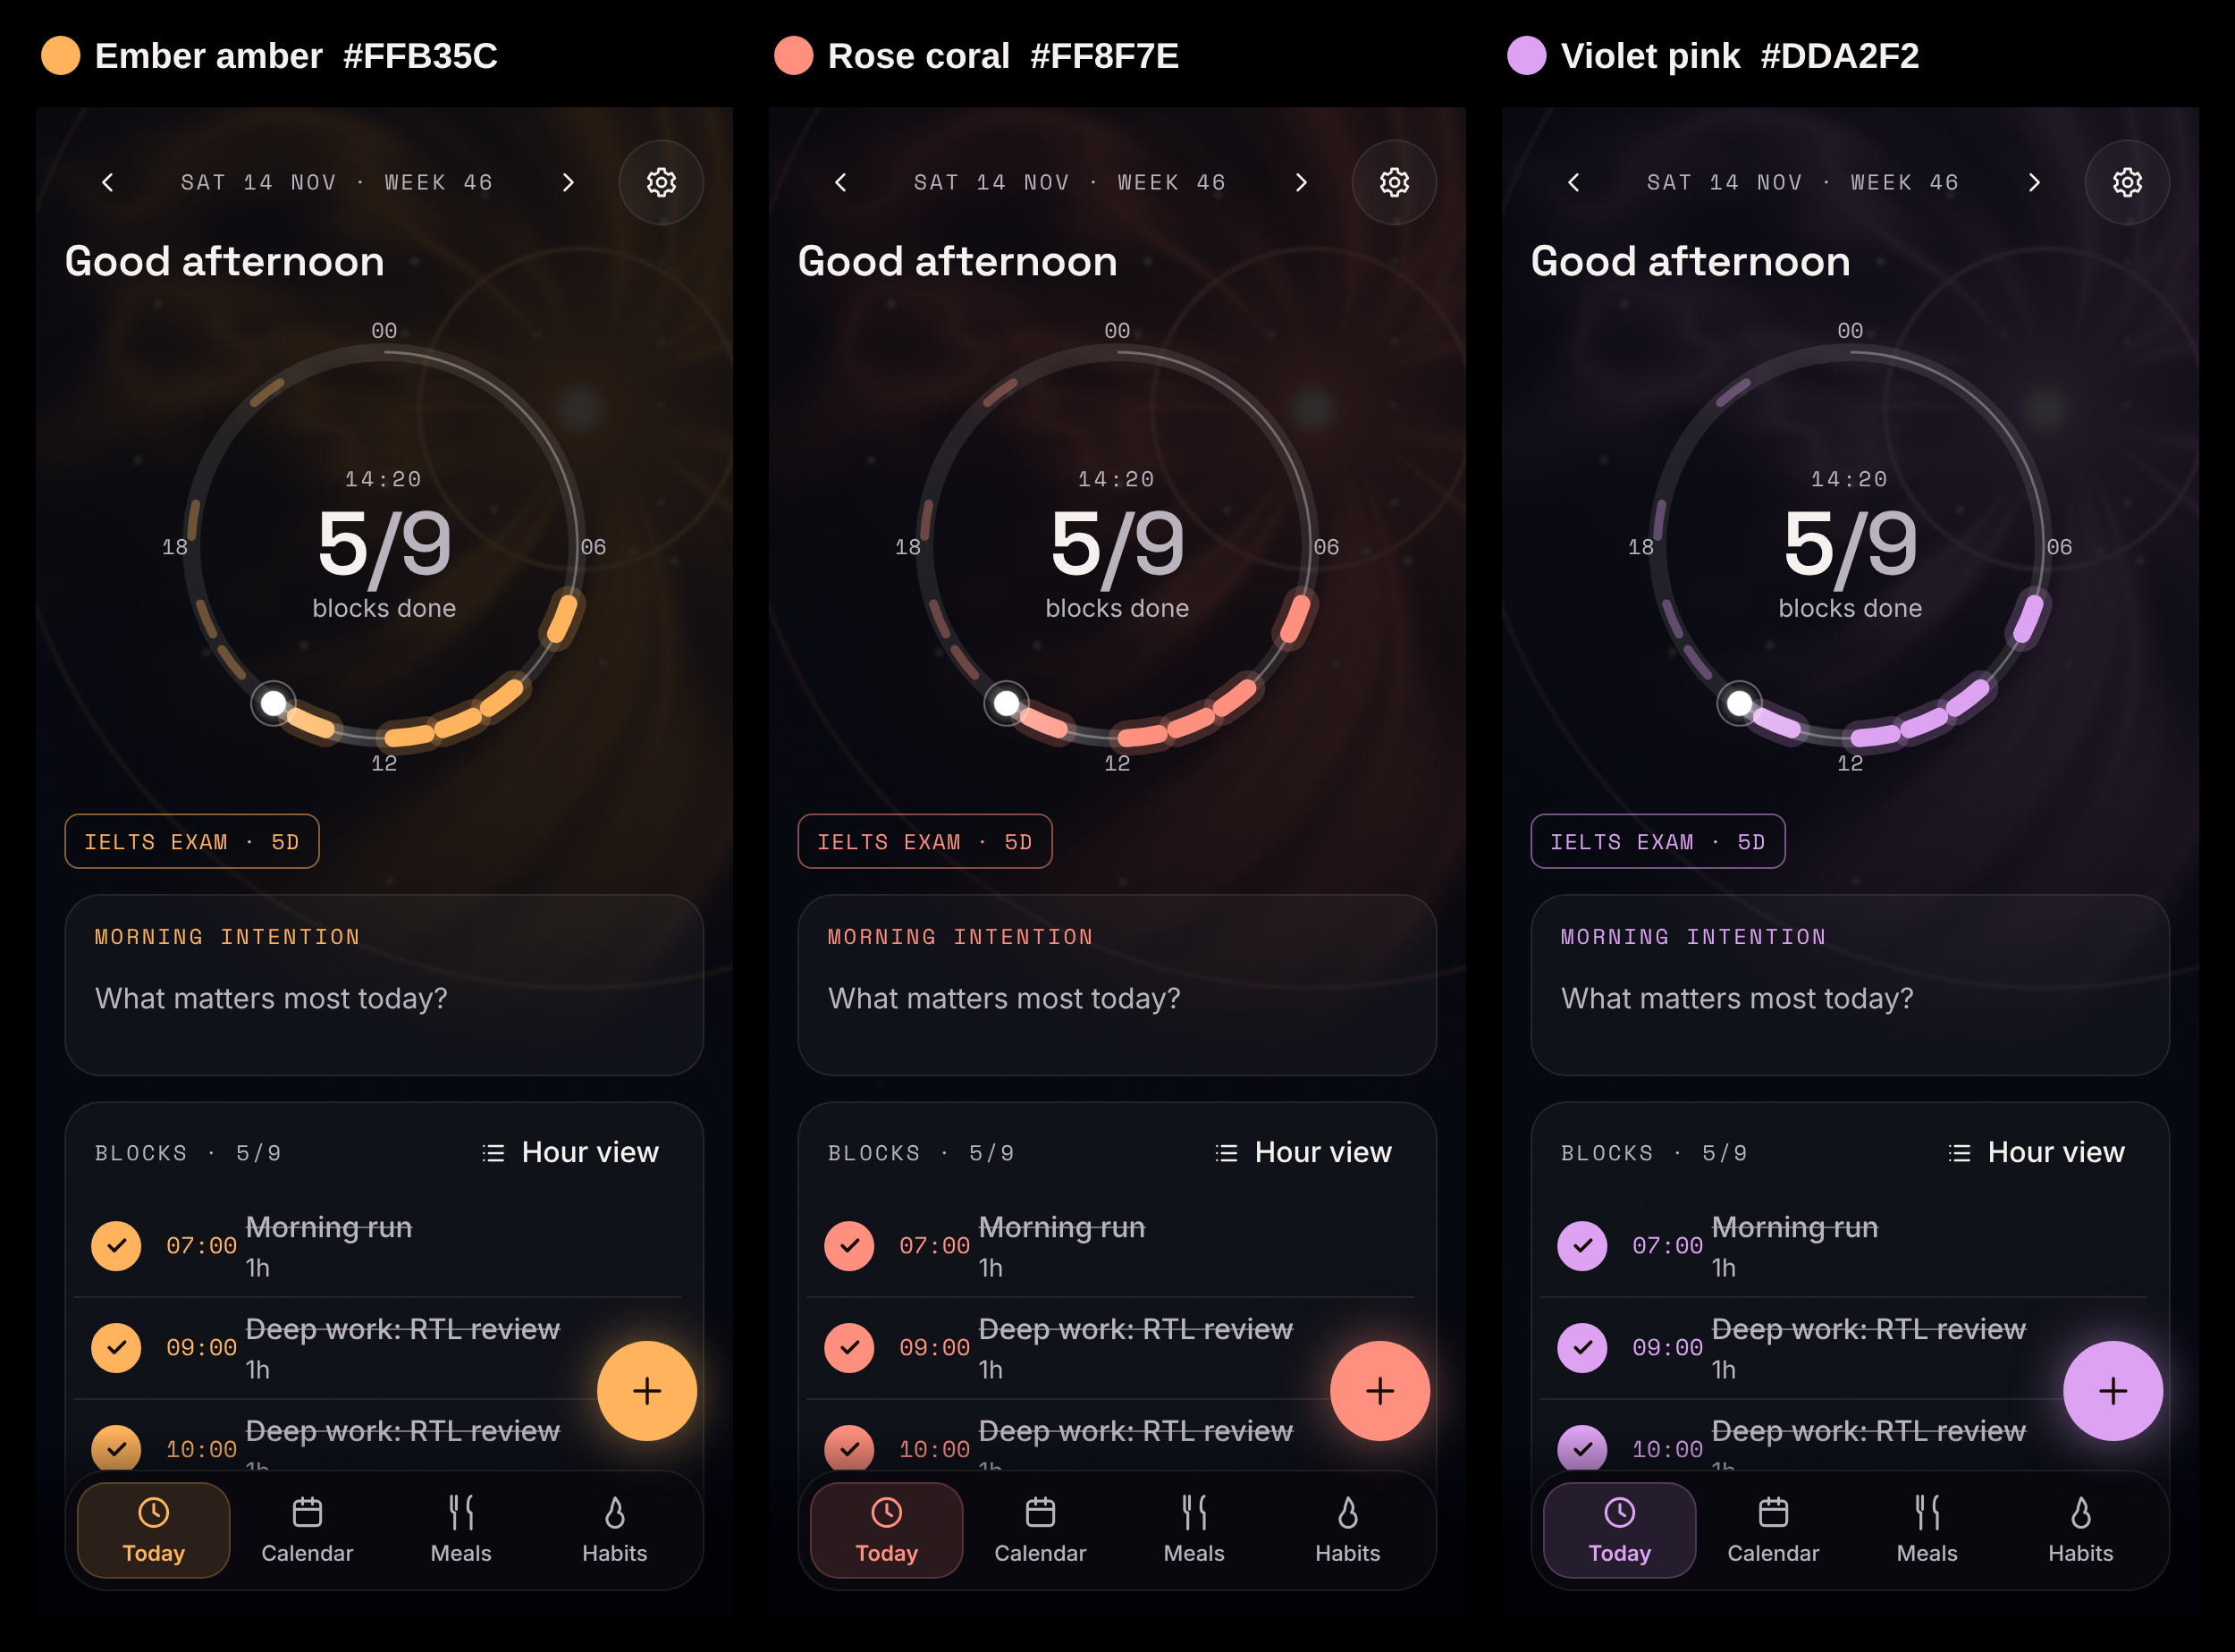 Ember amber #FFB35C
SAT 14 NOV · WEEK 46
Good afternoon
00
14:20
5/9
18
06
blocks done
12
IELTS EXAM · 5D
MORNING INTENTION
What matters most today?
BLOCKS · 5/9
Hour view
07:00 Morning run
1h
09:00 Deep work: RTL review
1h
10:00 Deep work: RTL review
1h
Today
Calendar
Meals
Habits
Rose coral #FF8F7E
SAT 14 NOV · WEEK 46
Good afternoon
00
14:20
5/9
18
06
blocks done
12
IELTS EXAM · 5D
MORNING INTENTION
What matters most today?
BLOCKS · 5/9
Hour view
07:00 Morning run
1h
09:00 Deep work: RTL review
1h
10:00 Deep work: RTL review
1h
Today
Calendar
Meals
Habits
Violet pink #DDA2F2
SAT 14 NOV · WEEK 46
Good afternoon
00
14:20
5/9
18
06
blocks done
12
IELTS EXAM · 5D
MORNING INTENTION
What matters most today?
BLOCKS · 5/9
Hour view
07:00 Morning run
1h
09:00 Deep work: RTL review
1h
10:00 Deep work: RTL review
1h
Today
Calendar
Meals
Habits